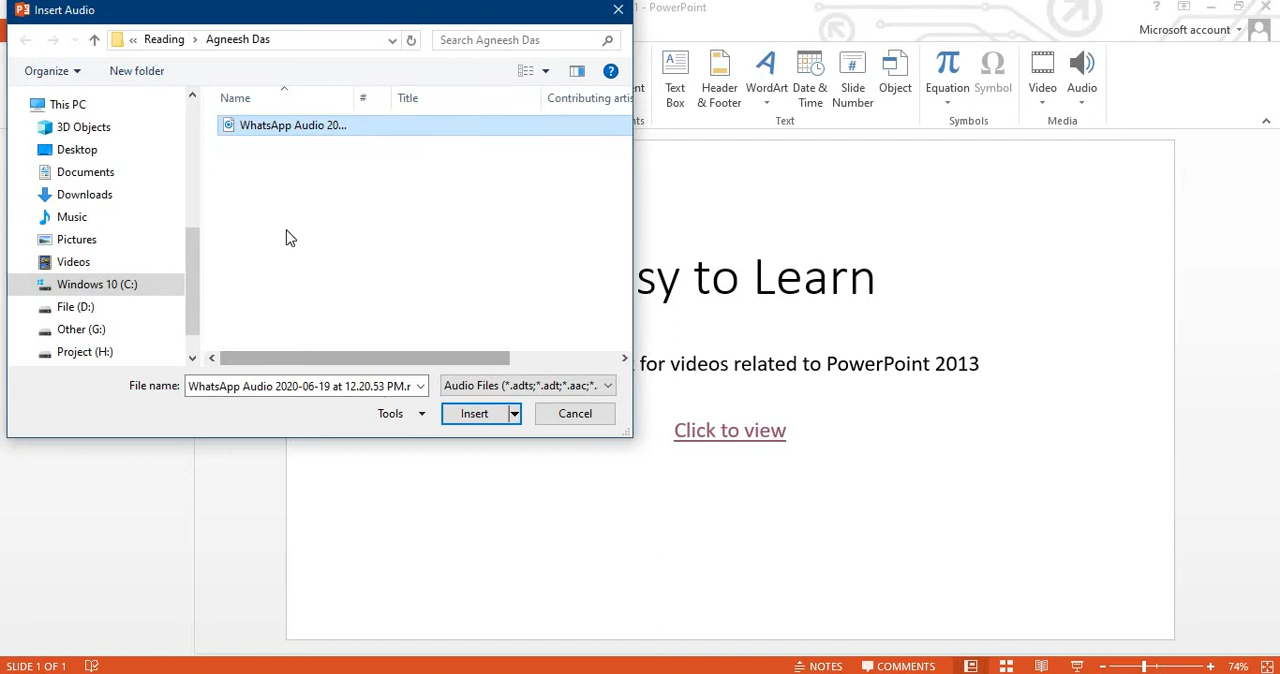 Insert Audio
1 - PowerPoint
Microsoft account
« Reading › Agneesh Das
Search Agneesh Das
Organize
New folder
Text Box
Header & Footer
WordArt
Date & Time
Slide Number
Object
Equation
Symbol
Video
Audio
Text
Symbols
Media
Name
#
Title
Contributing artis
This PC
3D Objects
Desktop
Documents
Downloads
Music
Pictures
Videos
Windows 10 (C:)
File (D:)
Other (G:)
Project (H:)
WhatsApp Audio 20...
File name:
WhatsApp Audio 2020-06-19 at 12.20.53 PM.r
Audio Files (*.adts;*.adt;*.aac;*.
Tools
Insert
Cancel
sy to Learn
for videos related to PowerPoint 2013
Click to view
SLIDE 1 OF 1
NOTES
COMMENTS
74%